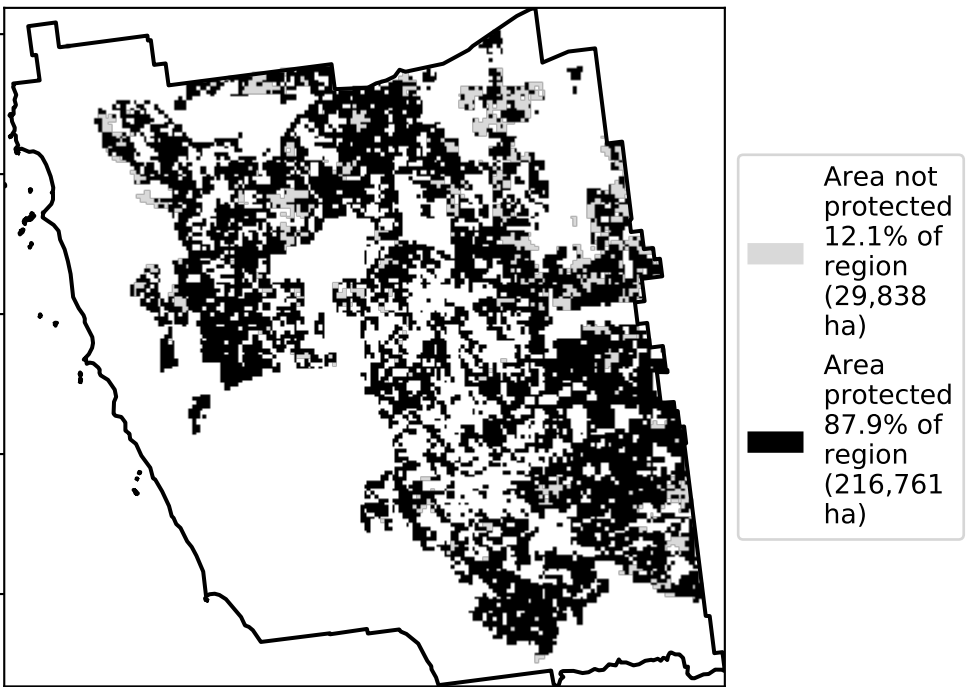 Area not
protected
12.1% of
region
(29,838
ha)
Area
protected
87.9% of
region
(216,761
ha)